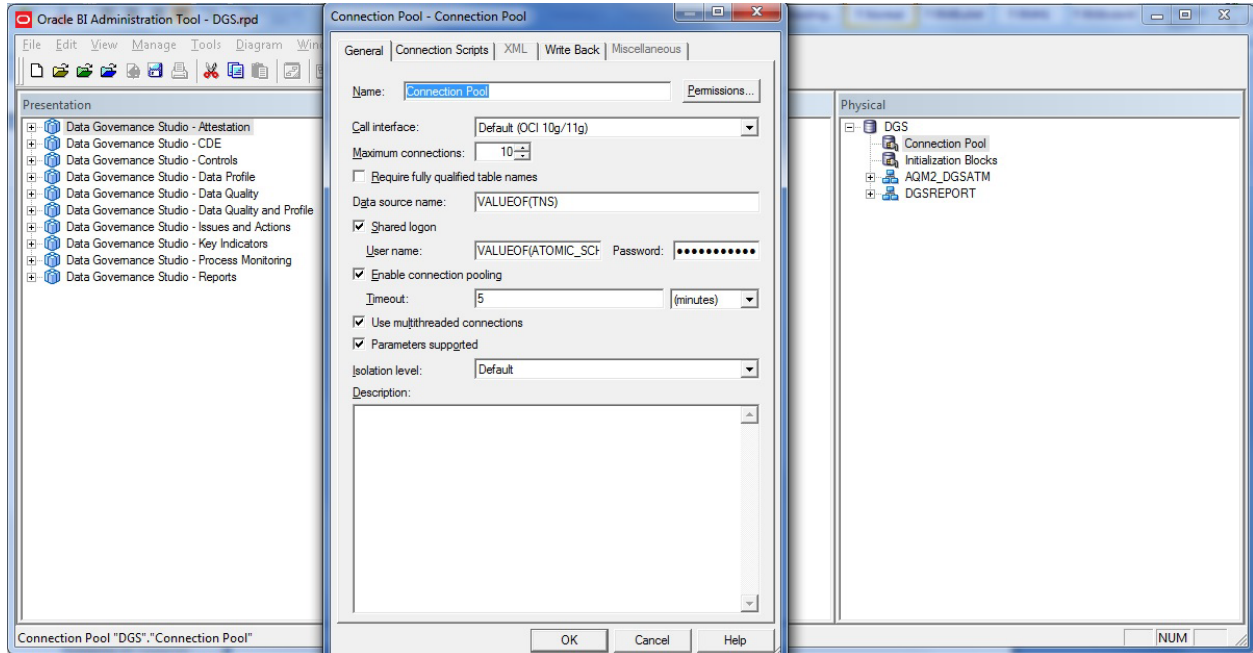 Oracle BI Administration Tool - DGS.rpd
File Edit View Manage Tools Diagram
Presentation
Data Governance Studio - Attestation
Data Governance Studio - CDE
Data Governance Studio - Controls
Data Governance Studio - Data Profile
Data Governance Studio - Data Quality
Data Governance Studio - Data Quality and Profile
Data Governance Studio - Issues and Actions
Data Governance Studio - Key Indicators
Data Governance Studio - Process Monitoring
Data Governance Studio - Reports
Connection Pool - Connection Pool
General Connection Scripts XML Write Back Miscellaneous
Name: Connection Pool Permissions...
Call interface: Default (OCI 10g/11g)
Maximum connections: 10
Require fully qualified table names
Data source name: VALUEOF(TNS)
Shared logon
User name: VALUEOF(ATOMIC_SCH Password: ●●●●●●●●●●●
Enable connection pooling
Timeout: 5 (minutes)
Use multithreaded connections
Parameters supported
Isolation level: Default
Description:
OK Cancel Help
Physical
DGS
Connection Pool
Initialization Blocks
AQM2_DGSATM
DGSREPORT
Connection Pool "DGS"."Connection Pool"
NUM